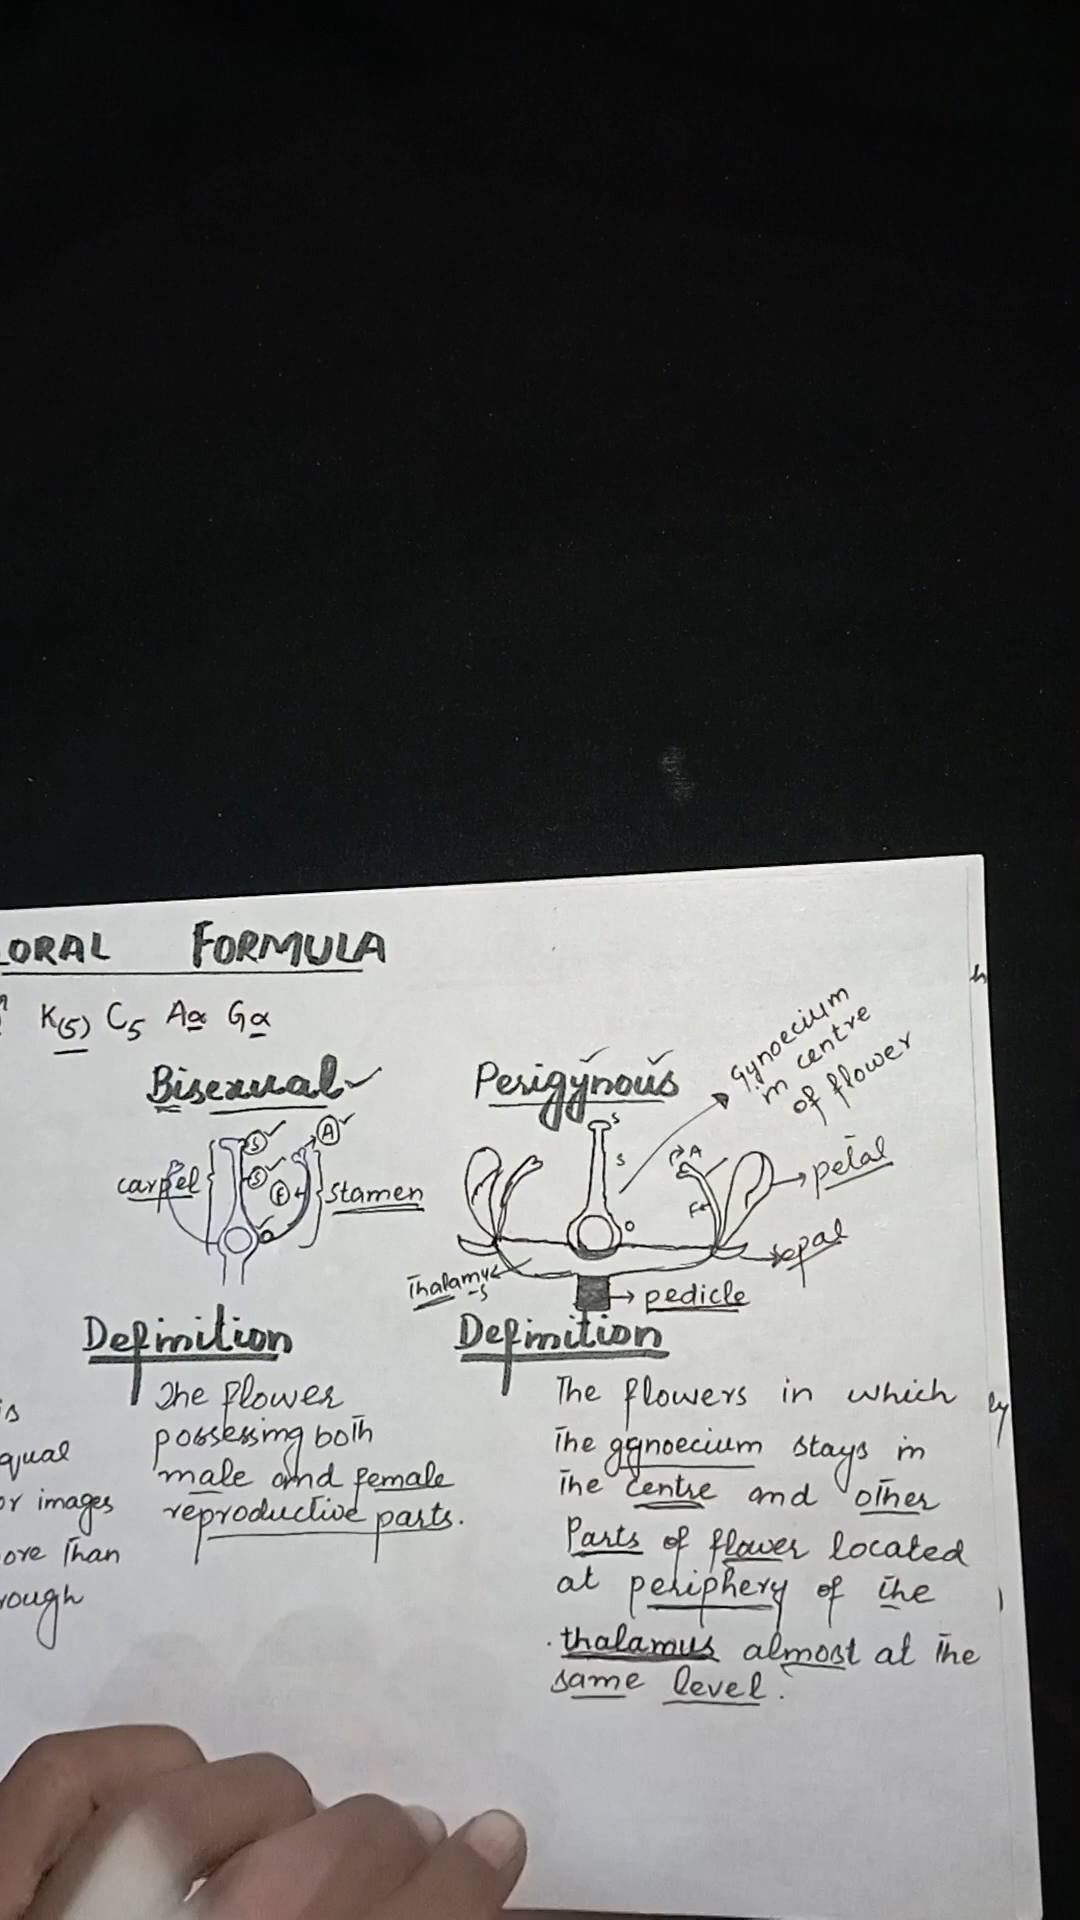 LORAL FORMULA
K(5) C5 Aα Gα
Bisexual
Perigynous
Gynoecium
in centre
of flower
S
A
S
F
O
carpel
stamen
S
S
O
A
F
petal
sepal
Thalamus
pedicle
Definition
Definition
The flower
possessing both
male and female
reproductive parts.
The flowers in which
the gynoecium stays in
the centre and other
Parts of flower located
at periphery of the
thalamus almost at the
same level.
is
qual
or images
ore Than
rough